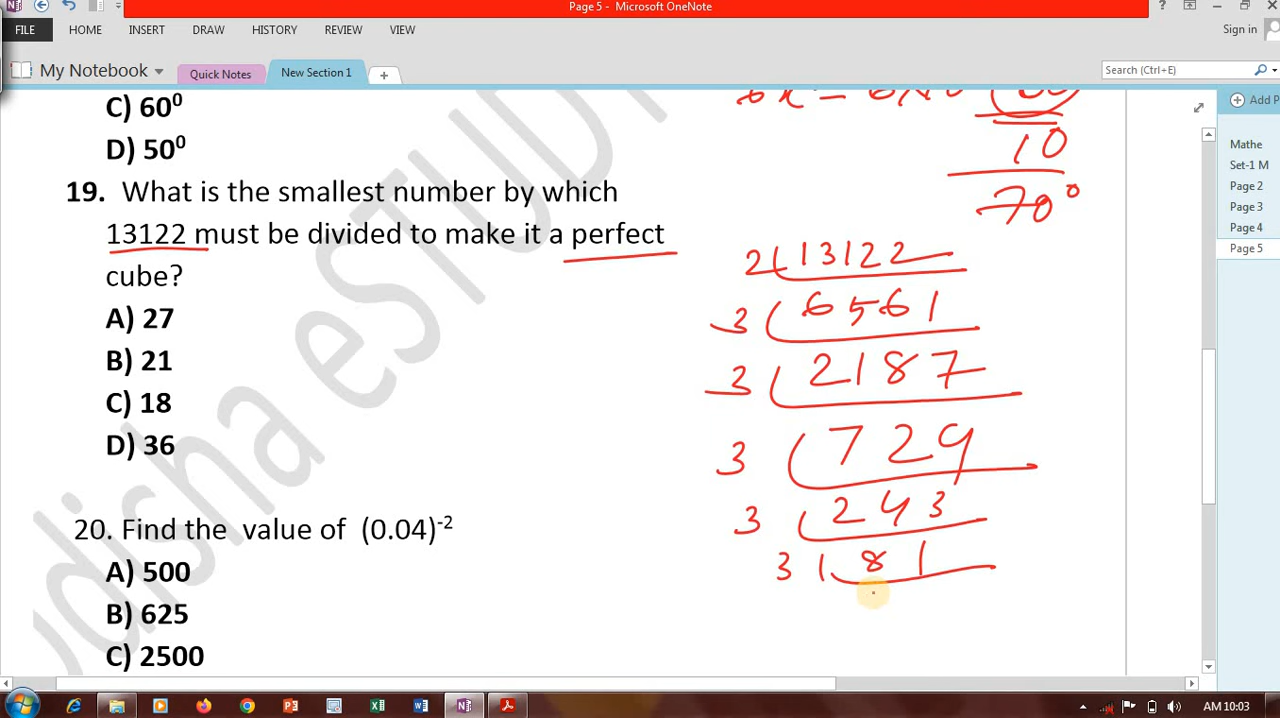 Page 5 - Microsoft OneNote
?
FILE HOME INSERT DRAW HISTORY REVIEW VIEW
Sign in
My Notebook Quick Notes New Section 1
Search (Ctrl+E)
Add P
Mathe
Set-1 M
Page 2
Page 3
Page 4
Page 5
C) 60⁰
D) 50⁰
19. What is the smallest number by which
13122 must be divided to make it a perfect
cube?
A) 27
B) 21
C) 18
D) 36
20. Find the value of (0.04)⁻²
A) 500
B) 625
C) 2500
10
70⁰
2 13122
3 6561
3 2187
3 729
3 243
3 81
disha eSTUDY
AM 10:03